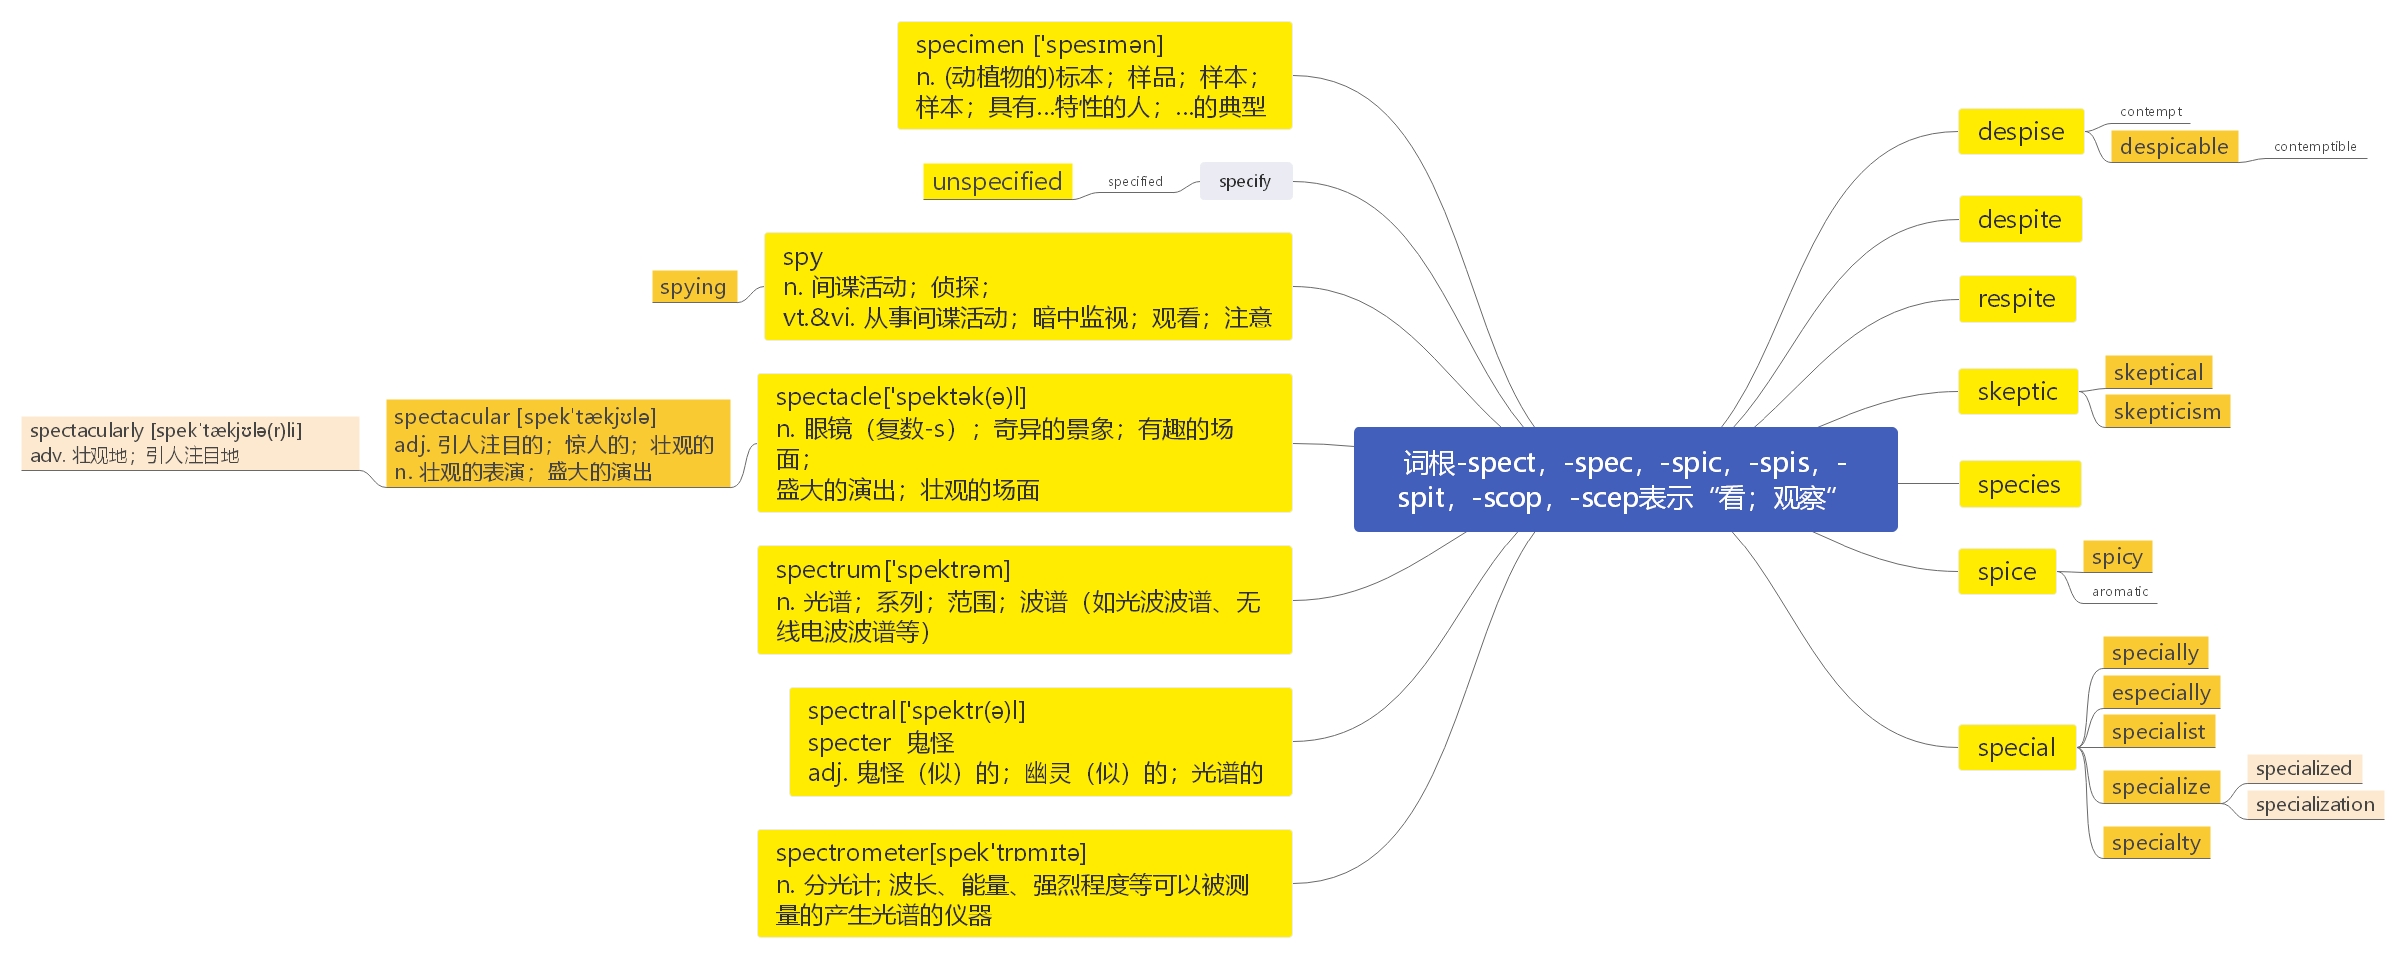 specimen ['spesɪmən]
n. (动植物的)标本；样品；样本；
样本；具有...特性的人；...的典型
unspecified
specified
specify
spy
n. 间谍活动；侦探；
vt.&vi. 从事间谍活动；暗中监视；观看；注意
spying
spectacle['spektək(ə)l]
n. 眼镜（复数-s）；奇异的景象；有趣的场
面；
盛大的演出；壮观的场面
spectacular [spekˈtækjʊlə]
adj. 引人注目的；惊人的；壮观的
n. 壮观的表演；盛大的演出
spectacularly [spekˈtækjʊlə(r)li]
adv. 壮观地；引人注目地
spectrum['spektrəm]
n. 光谱；系列；范围；波谱（如光波波谱、无
线电波波谱等）
spectral['spektr(ə)l]
specter  鬼怪
adj. 鬼怪（似）的；幽灵（似）的；光谱的
spectrometer[spek'trɒmɪtə]
n. 分光计; 波长、能量、强烈程度等可以被测
量的产生光谱的仪器
词根-spect，-spec，-spic，-spis，-
spit，-scop，-scep表示“看；观察”
despise
contempt
despicable
contemptible
despite
respite
skeptic
skeptical
skepticism
species
spice
spicy
aromatic
special
specially
especially
specialist
specialize
specialized
specialization
specialty